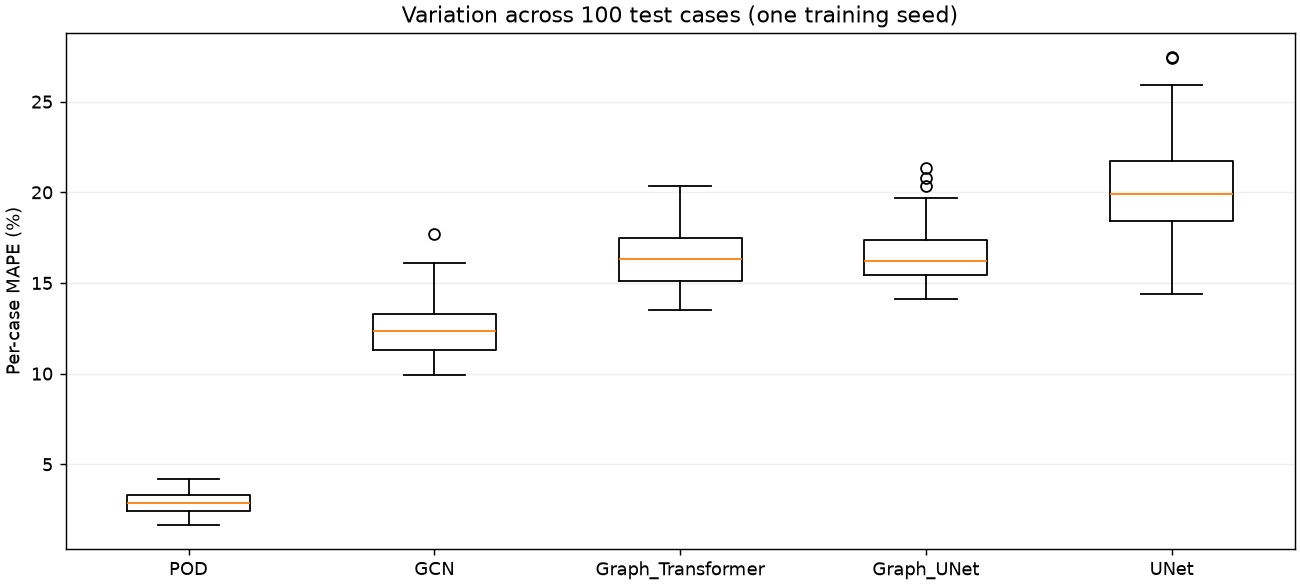 Variation across 100 test cases (one training seed)
Per-case MAPE (%)
25
20
15
10
5
POD GCN Graph_Transformer Graph_UNet UNet